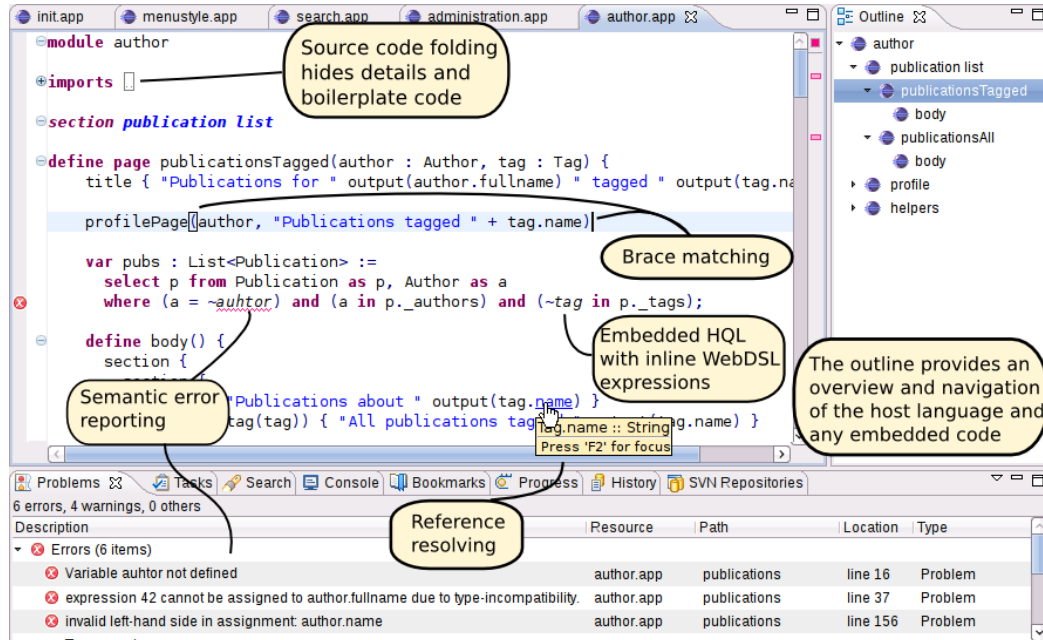 init.app menustyle.app search.app administration.app author.app
Outline
module author
Source code folding
hides details and
boilerplate code
imports
section publication list
define page publicationsTagged(author : Author, tag : Tag) {
title { "Publications for " output(author.fullname) " tagged " output(tag.na
profilePage(author, "Publications tagged " + tag.name)
Brace matching
var pubs : List<Publication> :=
select p from Publication as p, Author as a
where (a = ~auhtor) and (a in p._authors) and (~tag in p._tags);
define body() {
section {
Embedded HQL
with inline WebDSL
expressions
Semantic error
reporting
"Publications about " output(tag.name) }
tag(tag)) { "All publications tag
ag.name) }
Tag.name :: String
Press 'F2' for focus
author
publication list
publicationsTagged
body
publicationsAll
body
profile
helpers
The outline provides an
overview and navigation
of the host language and
any embedded code
Problems Tasks Search Console Bookmarks Progress History SVN Repositories
6 errors, 4 warnings, 0 others
Reference
resolving
Description Resource Path Location Type
Errors (6 items)
Variable auhtor not defined author.app publications line 16 Problem
expression 42 cannot be assigned to author.fullname due to type-incompatibility. author.app publications line 37 Problem
invalid left-hand side in assignment: author.name author.app publications line 156 Problem